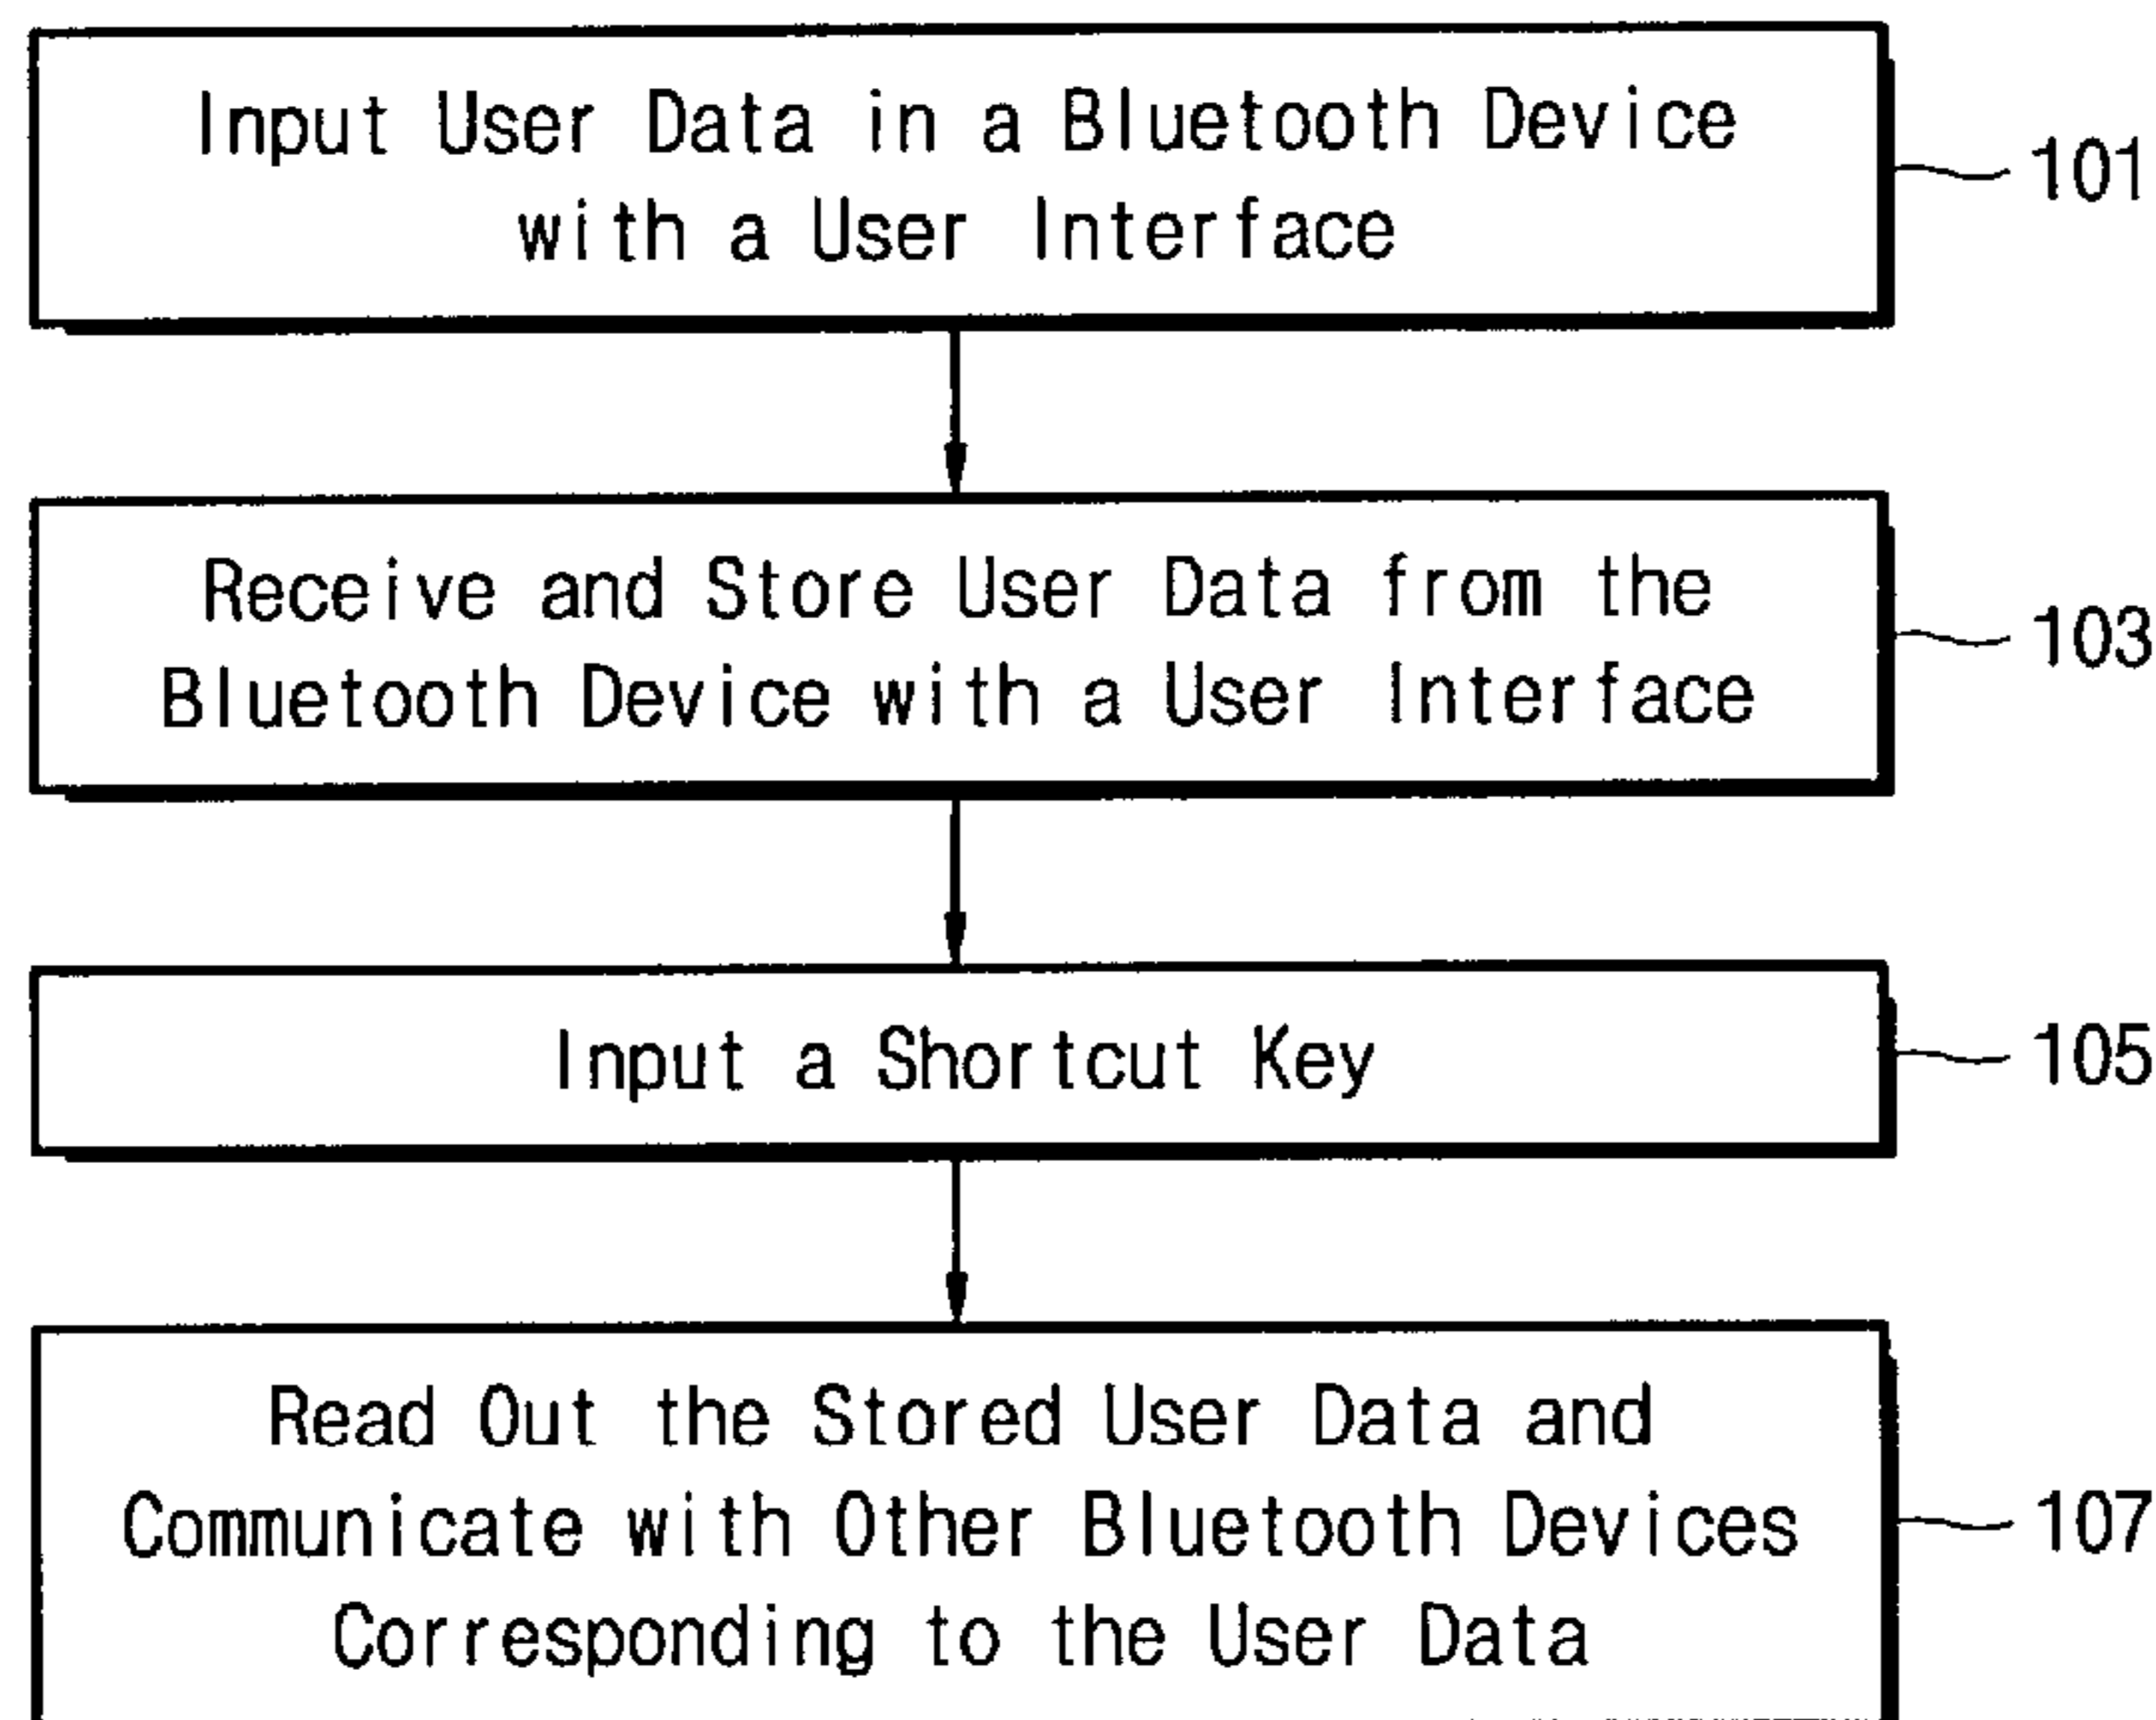 Input User Data in a Bluetooth Device
with a User Interface
101
Receive and Store User Data from the
Bluetooth Device with a User Interface
103
Input a Shortcut Key
105
Read Out the Stored User Data and
Communicate with Other Bluetooth Devices
Corresponding to the User Data
107